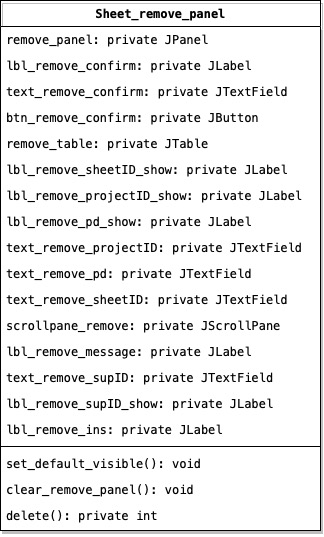 Sheet_remove_panel
remove_panel: private JPanel
lbl_remove_confirm: private JLabel
text_remove_confirm: private JTextField
btn_remove_confirm: private JButton
remove_table: private JTable
lbl_remove_sheetID_show: private JLabel
lbl_remove_projectID_show: private JLabel
lbl_remove_pd_show: private JLabel
text_remove_projectID: private JTextField
text_remove_pd: private JTextField
text_remove_sheetID: private JTextField
scrollpane_remove: private JScrollPane
lbl_remove_message: private JLabel
text_remove_supID: private JTextField
lbl_remove_supID_show: private JLabel
lbl_remove_ins: private JLabel
set_default_visible(): void
clear_remove_panel(): void
delete(): private int